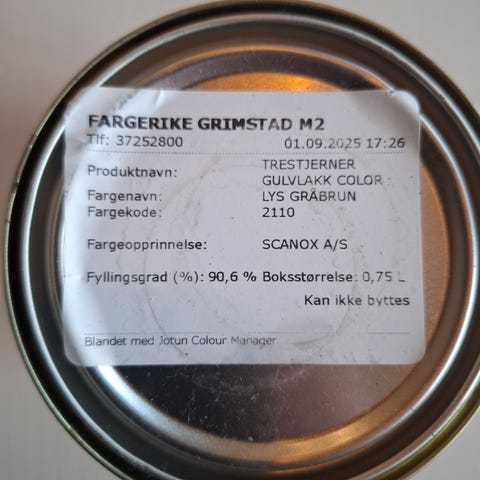 FARGERIKE GRIMSTAD M2
Tlf: 37252800 01.09.2025 17:26
Produktnavn: TRESTJERNER
GULVLAKK COLOR -
Fargenavn: LYS GRÅBRUN
Fargekode: 2110
Fargeopprinnelse: SCANOX A/S
Fyllingsgrad (%): 90,6 % Boksstørrelse: 0,75 L
Kan ikke byttes
Blandet med Jotun Colour Manager